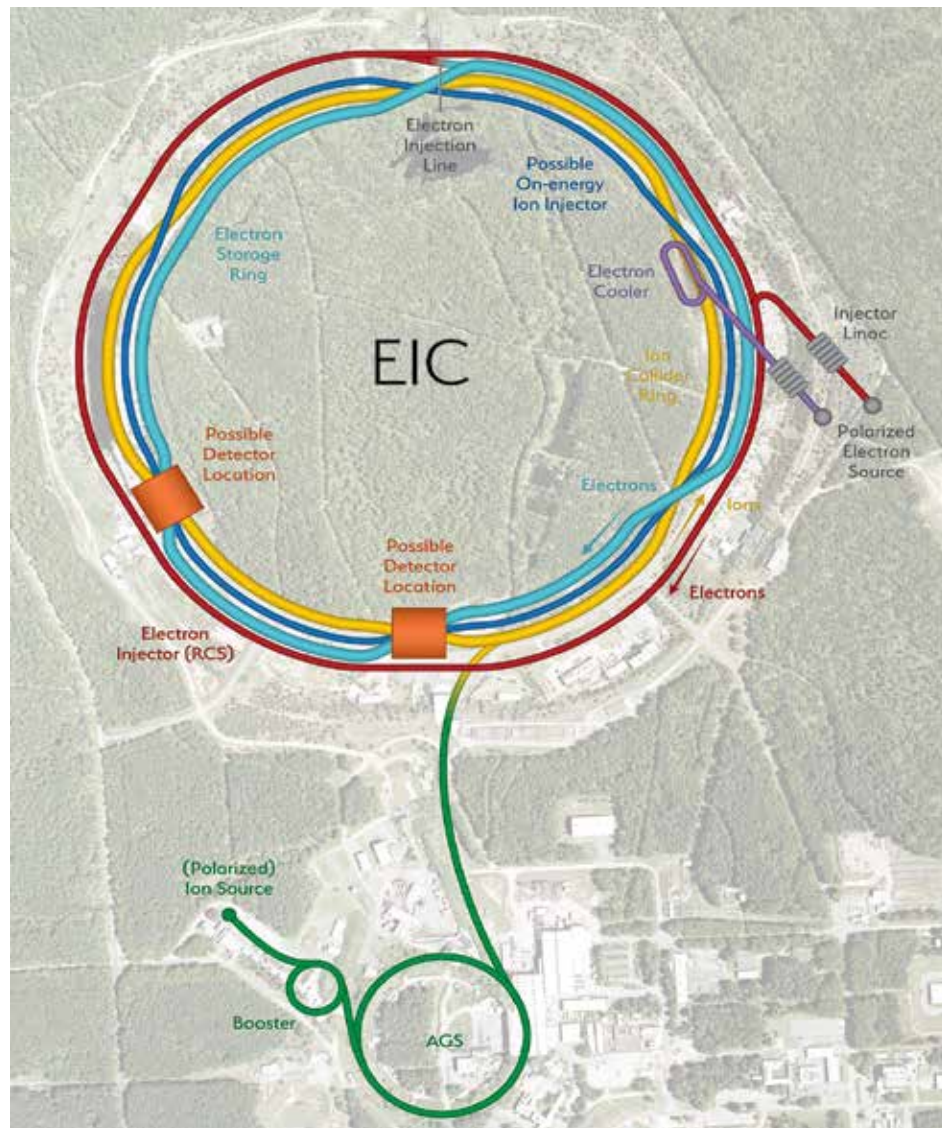 Electron
Injection
Line
Possible
On-energy
Ion Injector
Electron
Storage
Ring
Electron
Cooler
Injector
Linac
EIC
Ion
Collider
Ring
Possible
Detector
Location
Polarized
Electron
Source
Electrons
Ions
Possible
Detector
Location
Electrons
Electron
Injector (RCS)
(Polarized)
Ion Source
Booster
AGS